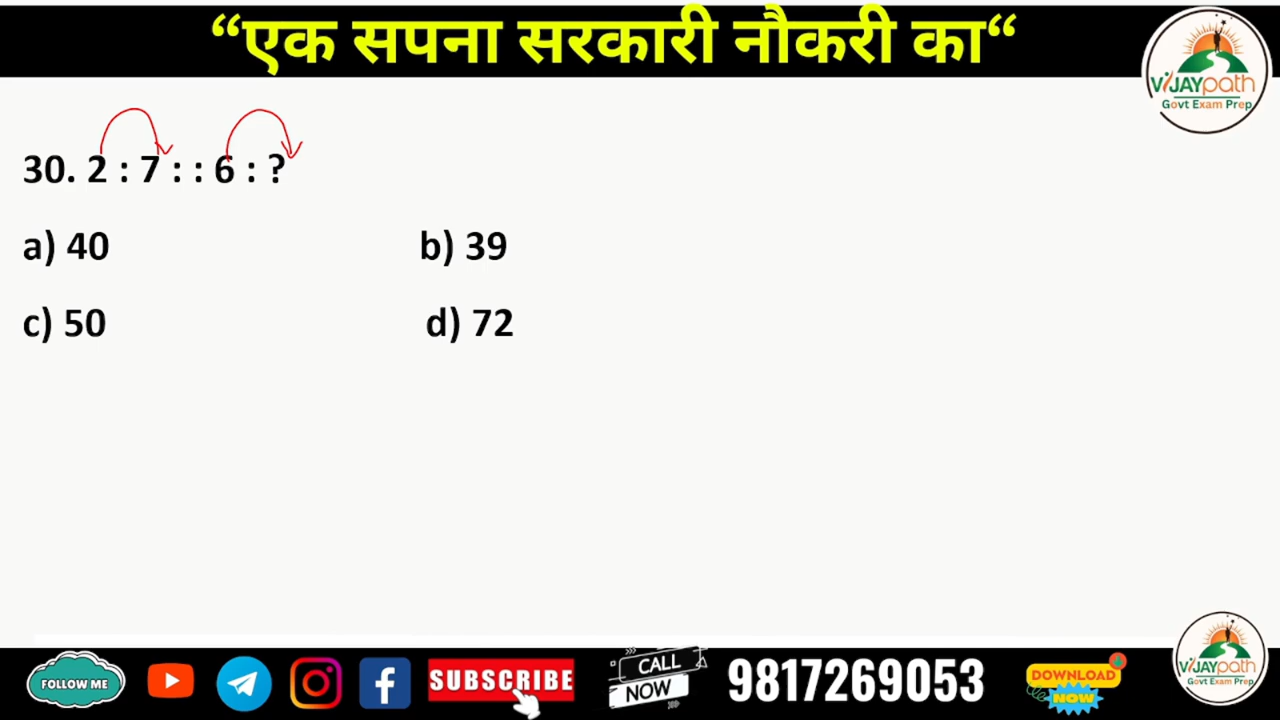 “एक सपना सरकारी नौकरी का“
VIJAYpath
Govt Exam Prep
30. 2 : 7 : : 6 : ?
a) 40 b) 39
c) 50 d) 72
VIJAYpath
Govt Exam Prep
FOLLOW ME
SUBSCRIBE
CALL
NOW
9817269053
DOWNLOAD
NOW